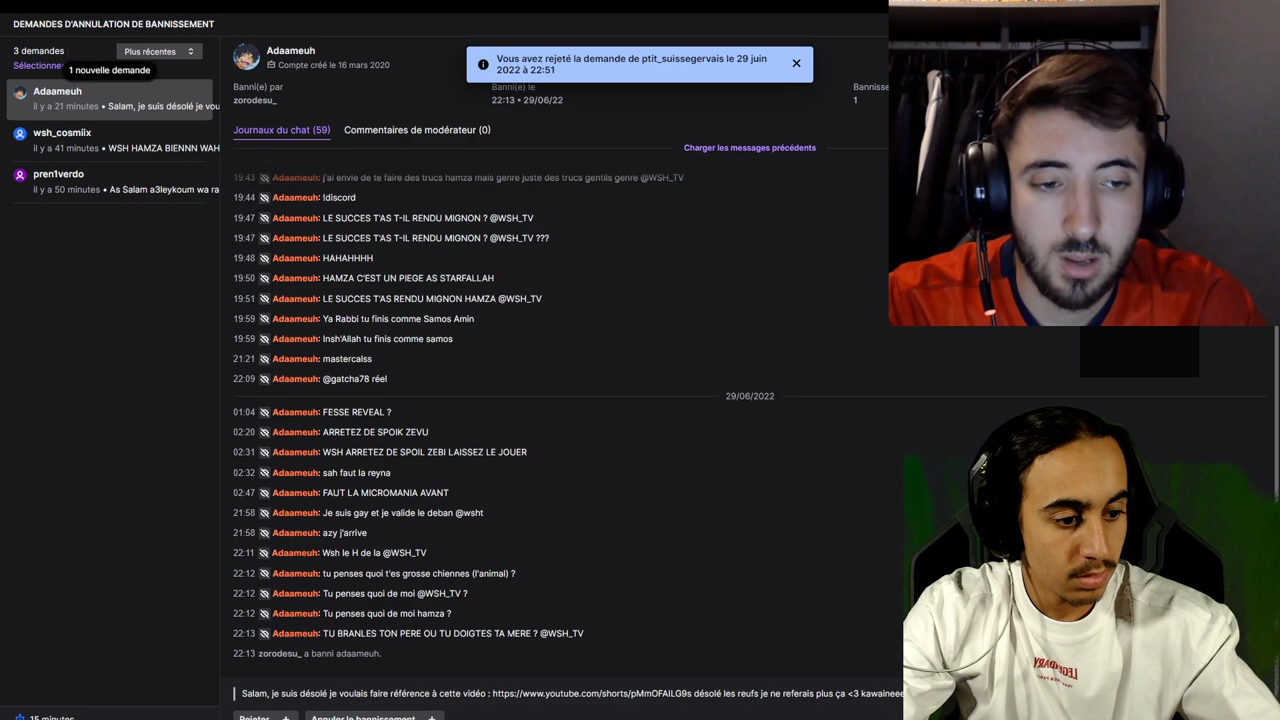 DEMANDES D'ANNULATION DE BANNISSEMENT
3 demandes
Plus récentes
Sélectionne
1 nouvelle demande
Adaameuh
il y a 21 minutes • Salam, je suis désolé je vou
wsh_cosmiix
il y a 41 minutes • WSH HAMZA BIENNN WAH
pren1verdo
il y a 50 minutes • As Salam a3leykoum wa ra
15 minutes
Adaameuh
Compte créé le 16 mars 2020
Vous avez rejeté la demande de ptit_suissegervais le 29 juin
2022 à 22:51
Banni(e) par
zorodesu_
Banni(e) le
22:13 • 29/06/22
Bannisse
1
Journaux du chat (59)
Commentaires de modérateur (0)
Charger les messages précédents
19:43 Adaameuh: j'ai envie de te faire des trucs hamza mais genre juste des trucs gentils genre @WSH_TV
19:44 Adaameuh: !discord
19:47 Adaameuh: LE SUCCES T'AS T-IL RENDU MIGNON ? @WSH_TV
19:47 Adaameuh: LE SUCCES T'AS T-IL RENDU MIGNON ? @WSH_TV ???
19:48 Adaameuh: HAHAHHHH
19:50 Adaameuh: HAMZA C'EST UN PIEGE AS STARFALLAH
19:51 Adaameuh: LE SUCCES T'AS RENDU MIGNON HAMZA @WSH_TV
19:59 Adaameuh: Ya Rabbi tu finis comme Samos Amin
19:59 Adaameuh: Insh'Allah tu finis comme samos
21:21 Adaameuh: mastercalss
22:09 Adaameuh: @gatcha78 réel
29/06/2022
01:04 Adaameuh: FESSE REVEAL ?
02:20 Adaameuh: ARRETEZ DE SPOIK ZEVU
02:31 Adaameuh: WSH ARRETEZ DE SPOIL ZEBI LAISSEZ LE JOUER
02:32 Adaameuh: sah faut la reyna
02:47 Adaameuh: FAUT LA MICROMANIA AVANT
21:58 Adaameuh: Je suis gay et je valide le deban @wsht
21:58 Adaameuh: azy j'arrive
22:11 Adaameuh: Wsh le H de la @WSH_TV
22:12 Adaameuh: tu penses quoi t'es grosse chiennes (l'animal) ?
22:12 Adaameuh: Tu penses quoi de moi @WSH_TV ?
22:12 Adaameuh: Tu penses quoi de moi hamza ?
22:13 Adaameuh: TU BRANLES TON PERE OU TU DOIGTES TA MERE ? @WSH_TV
22:13 zorodesu_ a banni adaameuh.
Salam, je suis désolé je voulais faire référence à cette vidéo : https://www.youtube.com/shorts/pMmOFAILG9s désolé les reufs je ne referais plus ça <3 kawaineee
Rejeter +
Annuler le bannissement +
LEGENDARY